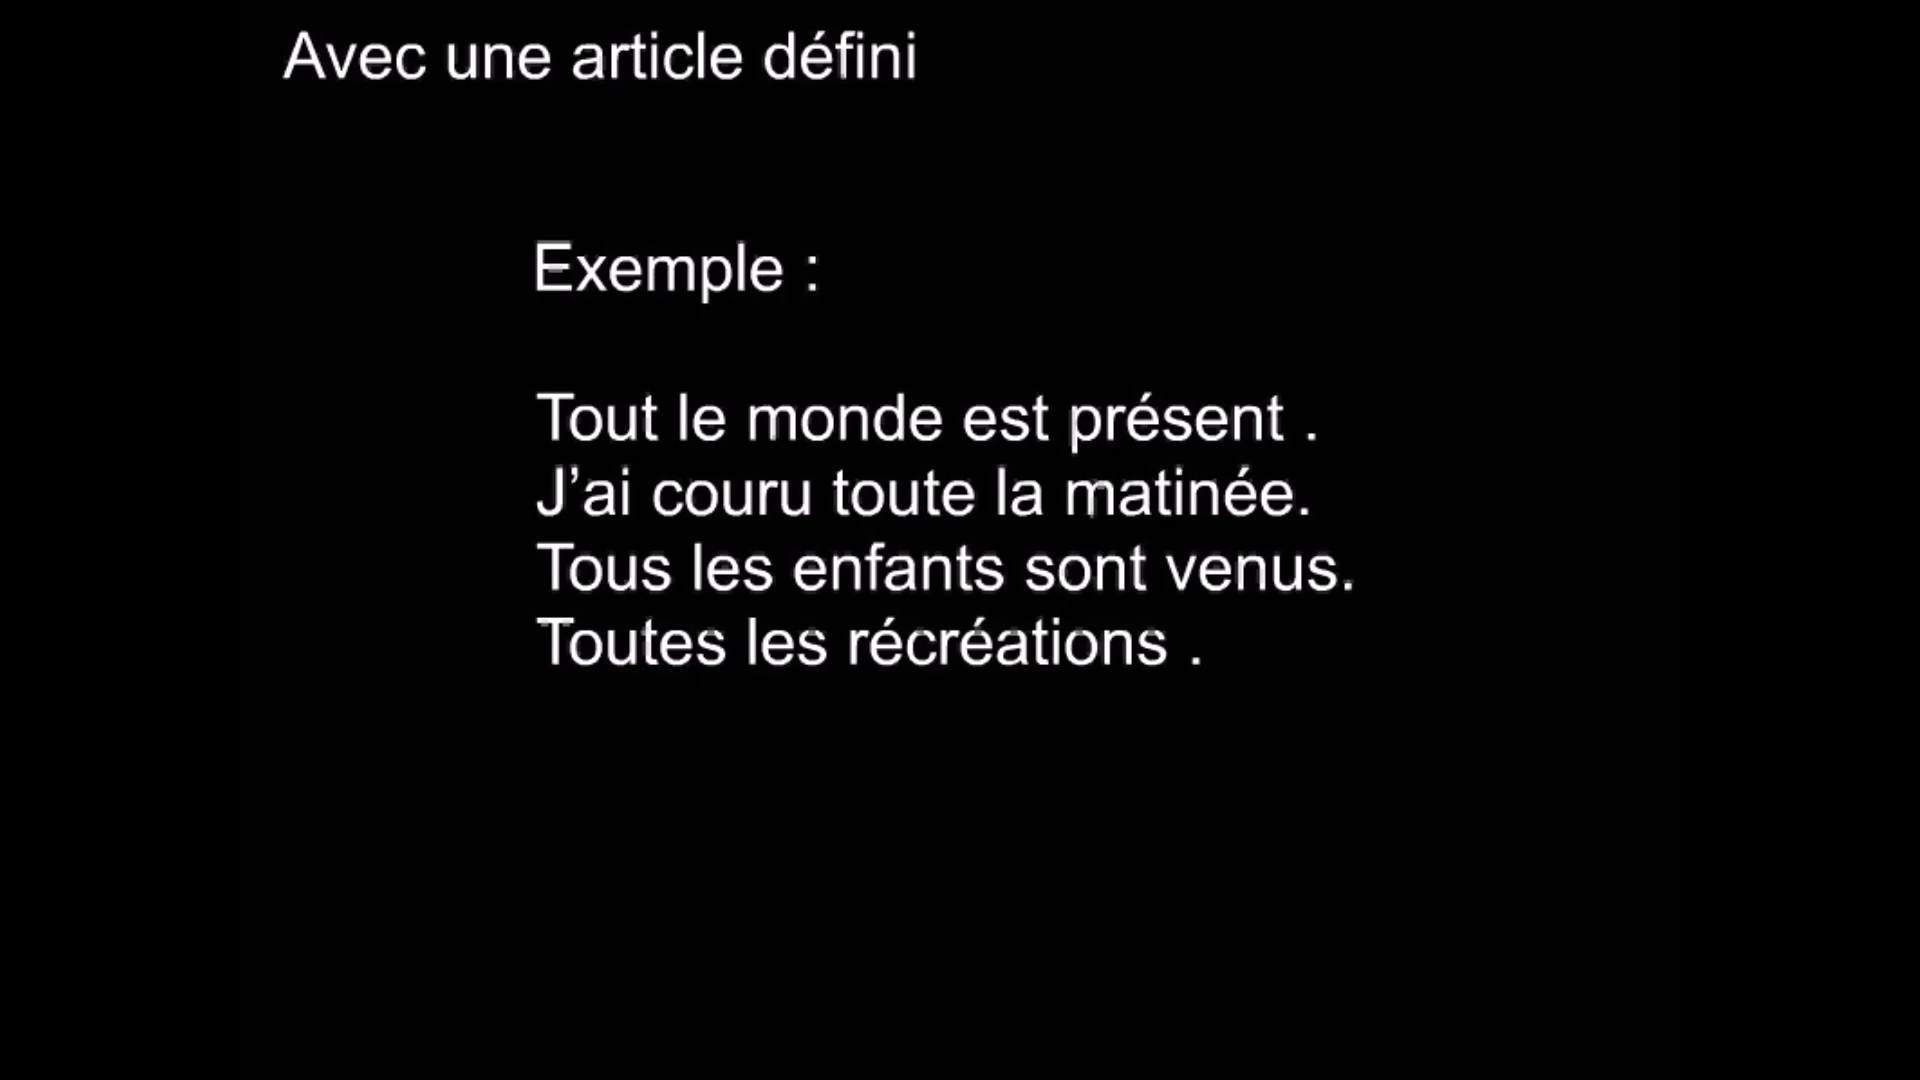 Avec une article défini
Exemple :
Tout le monde est présent .
J’ai couru toute la matinée.
Tous les enfants sont venus.
Toutes les récréations .